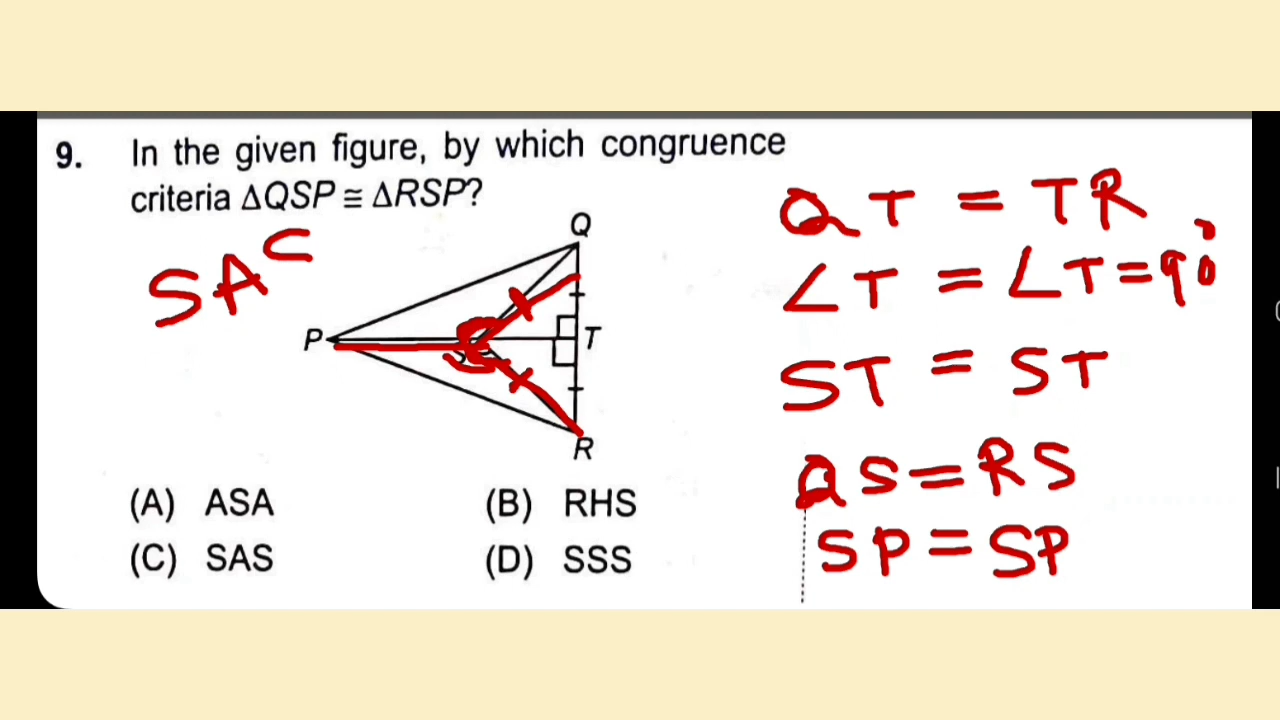 9. In the given figure, by which congruence
criteria ΔQSP ≅ ΔRSP?
SAS
Q
P
T
R
(A) ASA
(B) RHS
(C) SAS
(D) SSS
QT = TR
∠T = ∠T = 90°
ST = ST
QS = RS
SP = SP